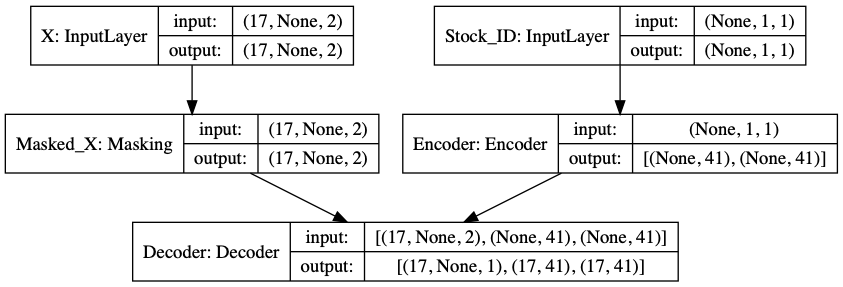 X: InputLayer
input: (17, None, 2)
output: (17, None, 2)
Stock_ID: InputLayer
input: (None, 1, 1)
output: (None, 1, 1)
Masked_X: Masking
input: (17, None, 2)
output: (17, None, 2)
Encoder: Encoder
input: (None, 1, 1)
output: [(None, 41), (None, 41)]
Decoder: Decoder
input: [(17, None, 2), (None, 41), (None, 41)]
output: [(17, None, 1), (17, 41), (17, 41)]